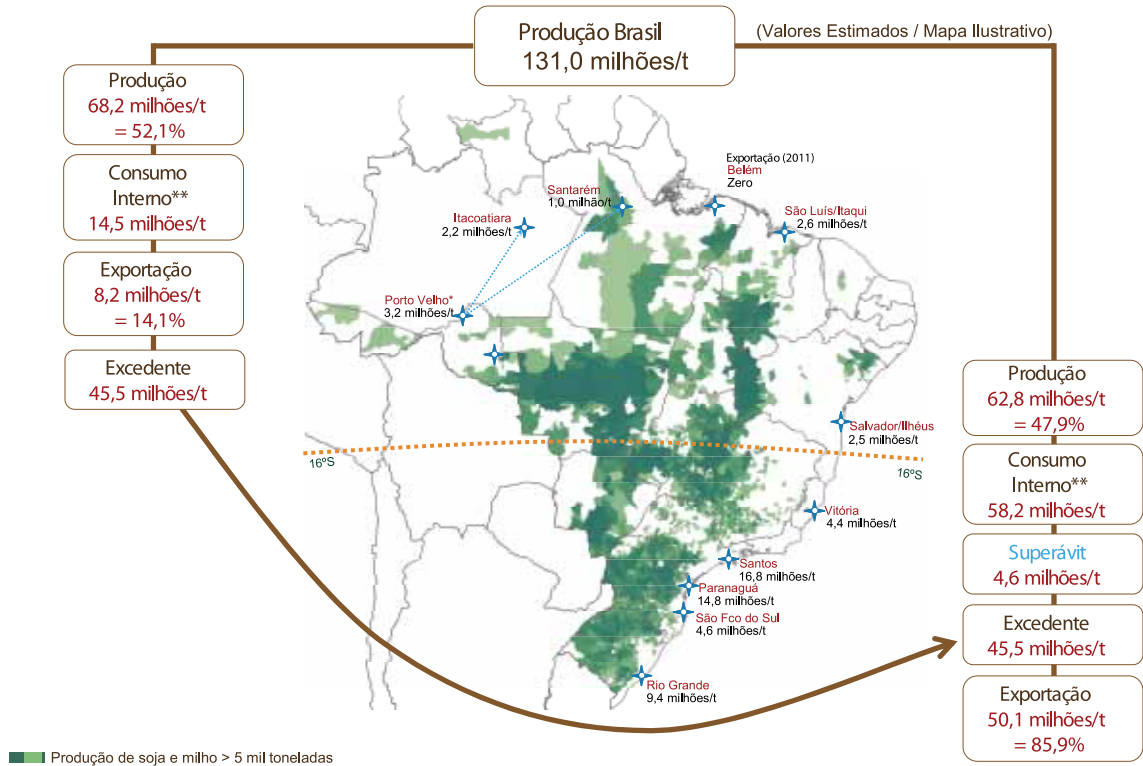 Produção Brasil
131,0 milhões/t
(Valores Estimados / Mapa Ilustrativo)
Produção
68,2 milhões/t
= 52,1%
Consumo
Interno**
14,5 milhões/t
Exportação
8,2 milhões/t
= 14,1%
Excedente
45,5 milhões/t
Exportação (2011)
Belém
Zero
Santarém
1,0 milhão/t
São Luís/Itaqui
2,6 milhões/t
Itacoatiara
2,2 milhões/t
Porto Velho*
3,2 milhões/t
Salvador/Ilhéus
2,5 milhões/t
16ºS
16ºS
Vitória
4,4 milhões/t
Santos
16,8 milhões/t
Paranaguá
14,8 milhões/t
São Fco do Sul
4,6 milhões/t
Rio Grande
9,4 milhões/t
Produção
62,8 milhões/t
= 47,9%
Consumo
Interno**
58,2 milhões/t
Superávit
4,6 milhões/t
Excedente
45,5 milhões/t
Exportação
50,1 milhões/t
= 85,9%
Produção de soja e milho > 5 mil toneladas